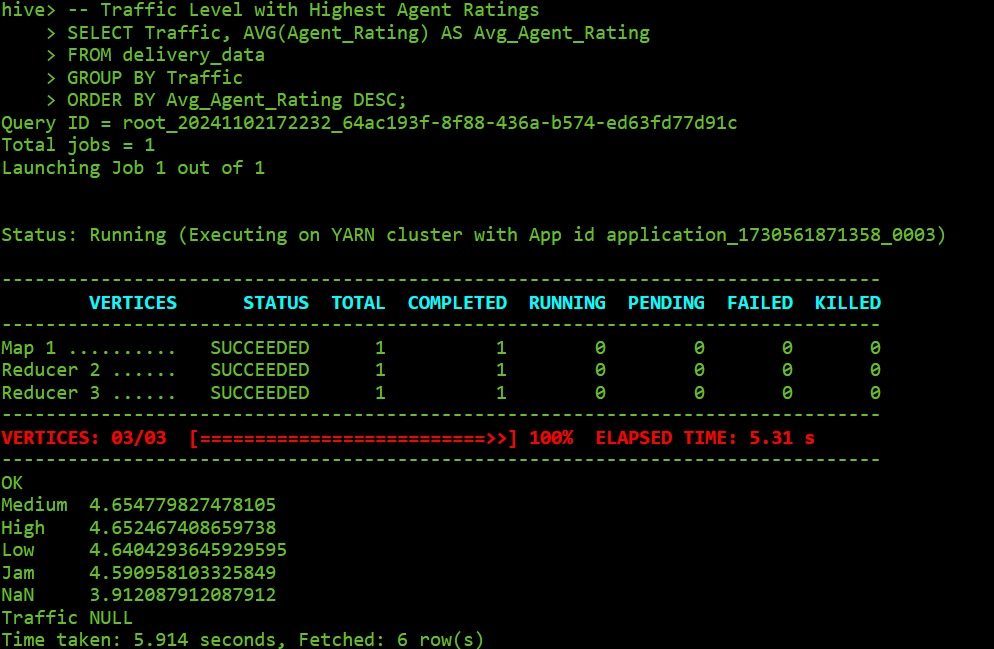 hive> -- Traffic Level with Highest Agent Ratings
    > SELECT Traffic, AVG(Agent_Rating) AS Avg_Agent_Rating
    > FROM delivery_data
    > GROUP BY Traffic
    > ORDER BY Avg_Agent_Rating DESC;
Query ID = root_20241102172232_64ac193f-8f88-436a-b574-ed63fd77d91c
Total jobs = 1
Launching Job 1 out of 1
Status: Running (Executing on YARN cluster with App id application_1730561871358_0003)
--------------------------------------------------------------------------------
        VERTICES      STATUS  TOTAL  COMPLETED  RUNNING  PENDING  FAILED  KILLED
--------------------------------------------------------------------------------
Map 1 ..........   SUCCEEDED      1          1        0        0       0       0
Reducer 2 ......   SUCCEEDED      1          1        0        0       0       0
Reducer 3 ......   SUCCEEDED      1          1        0        0       0       0
--------------------------------------------------------------------------------
VERTICES: 03/03  [==========================>>] 100%  ELAPSED TIME: 5.31 s
--------------------------------------------------------------------------------
OK
Medium  4.654779827478105
High    4.652467408659738
Low     4.6404293645929595
Jam     4.590958103325849
NaN     3.912087912087912
Traffic NULL
Time taken: 5.914 seconds, Fetched: 6 row(s)